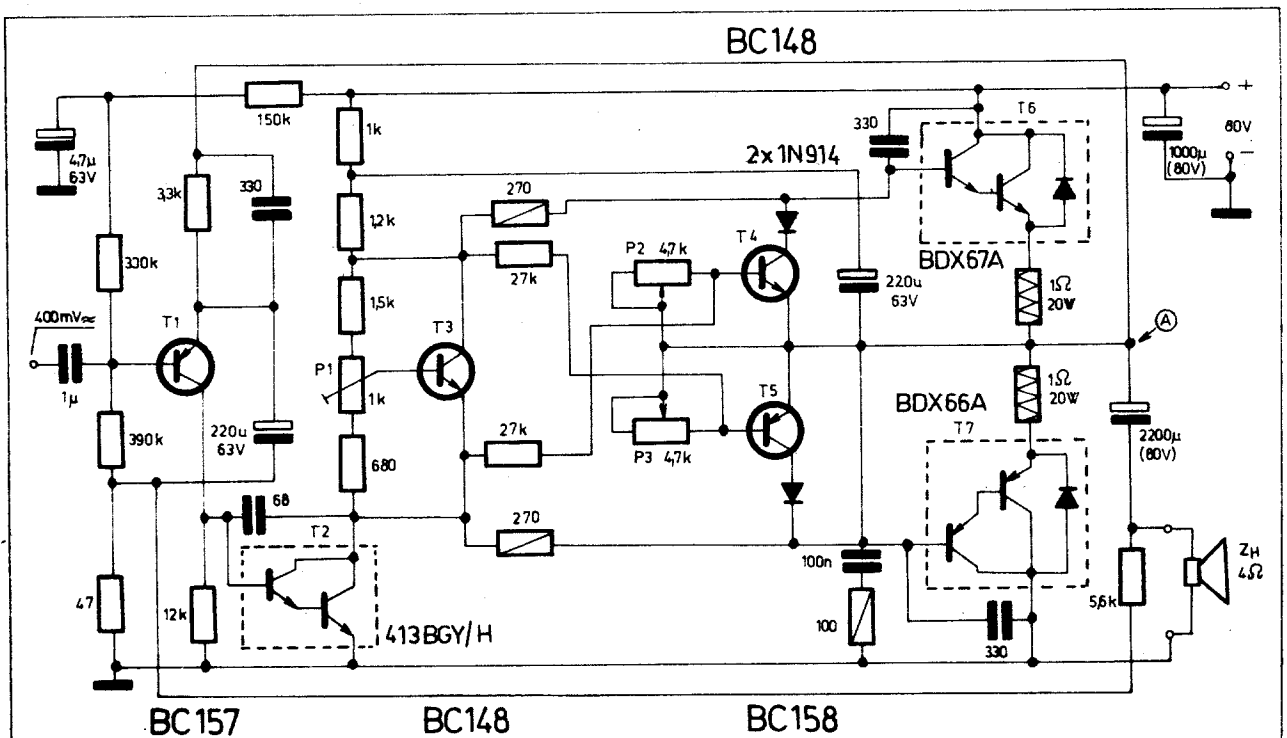 BC148
150k
1k
330
T6
+
80V
−
4,7µ
63V
3,3k
330
2x1N914
1000µ
(80V)
270
1,2k
T4
P2 4,7k
BDX67A
330k
27k
220u
63V
1Ω
20W
1,5k
400mV≈
T1
T3
A
P1
1k
1µ
T5
1Ω
20W
BDX66A
390k
220u
63V
27k
P3 4,7k
2200µ
(80V)
680
T7
68
T2
270
100n
ZH
4Ω
5,6k
47
12k
100
330
413BGY/H
BC157
BC148
BC158